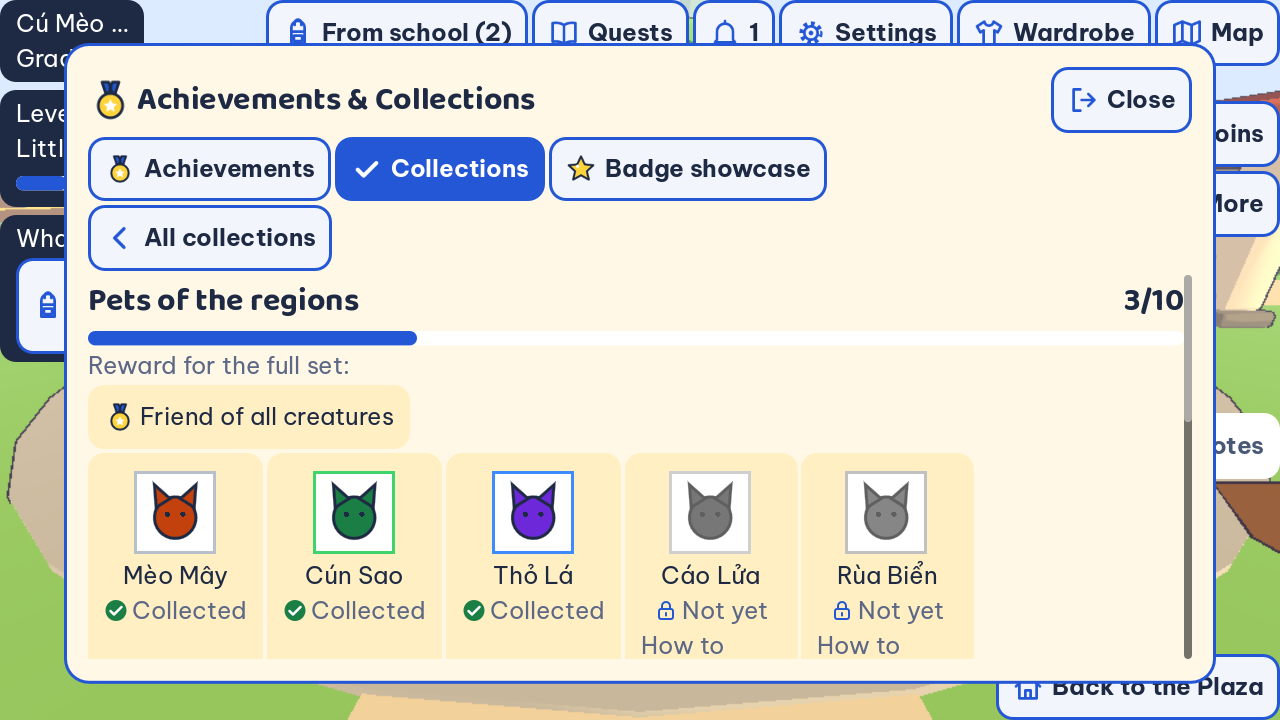 Cú Mèo ...
From school (2)
Quests
1
Settings
Wardrobe
Map
Achievements & Collections
Close
Achievements
Collections
Badge showcase
All collections
Pets of the regions
3/10
Reward for the full set:
Friend of all creatures
Mèo Mây
Cún Sao
Thỏ Lá
Cáo Lửa
Rùa Biển
Collected
Collected
Collected
Not yet
Not yet
How to
How to
Back to the Plaza